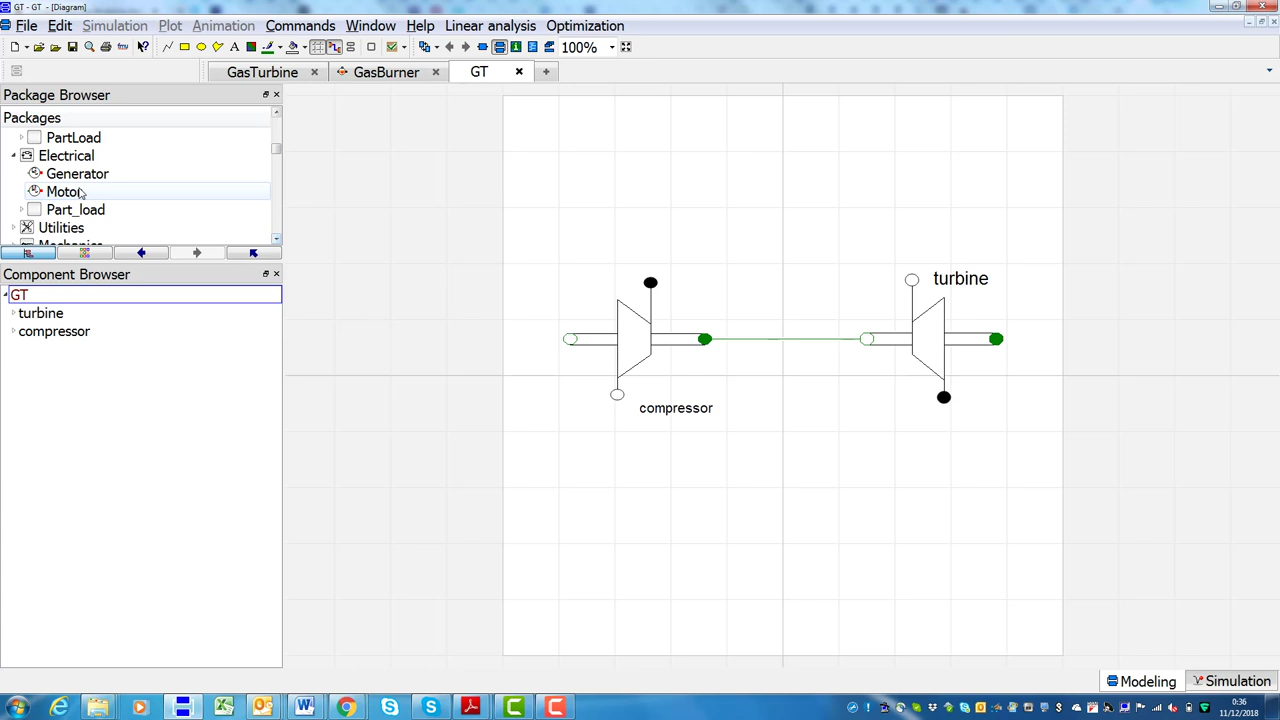 GT - GT - [Diagram]
File Edit Simulation Plot Animation Commands Window Help Linear analysis Optimization
100%
GasTurbine GasBurner GT
Package Browser
Packages
PartLoad
Electrical
Generator
Motor
Part_load
Utilities
Mechanics
Component Browser
GT
turbine
compressor
turbine
compressor
Modeling Simulation
0:36
11/12/2018